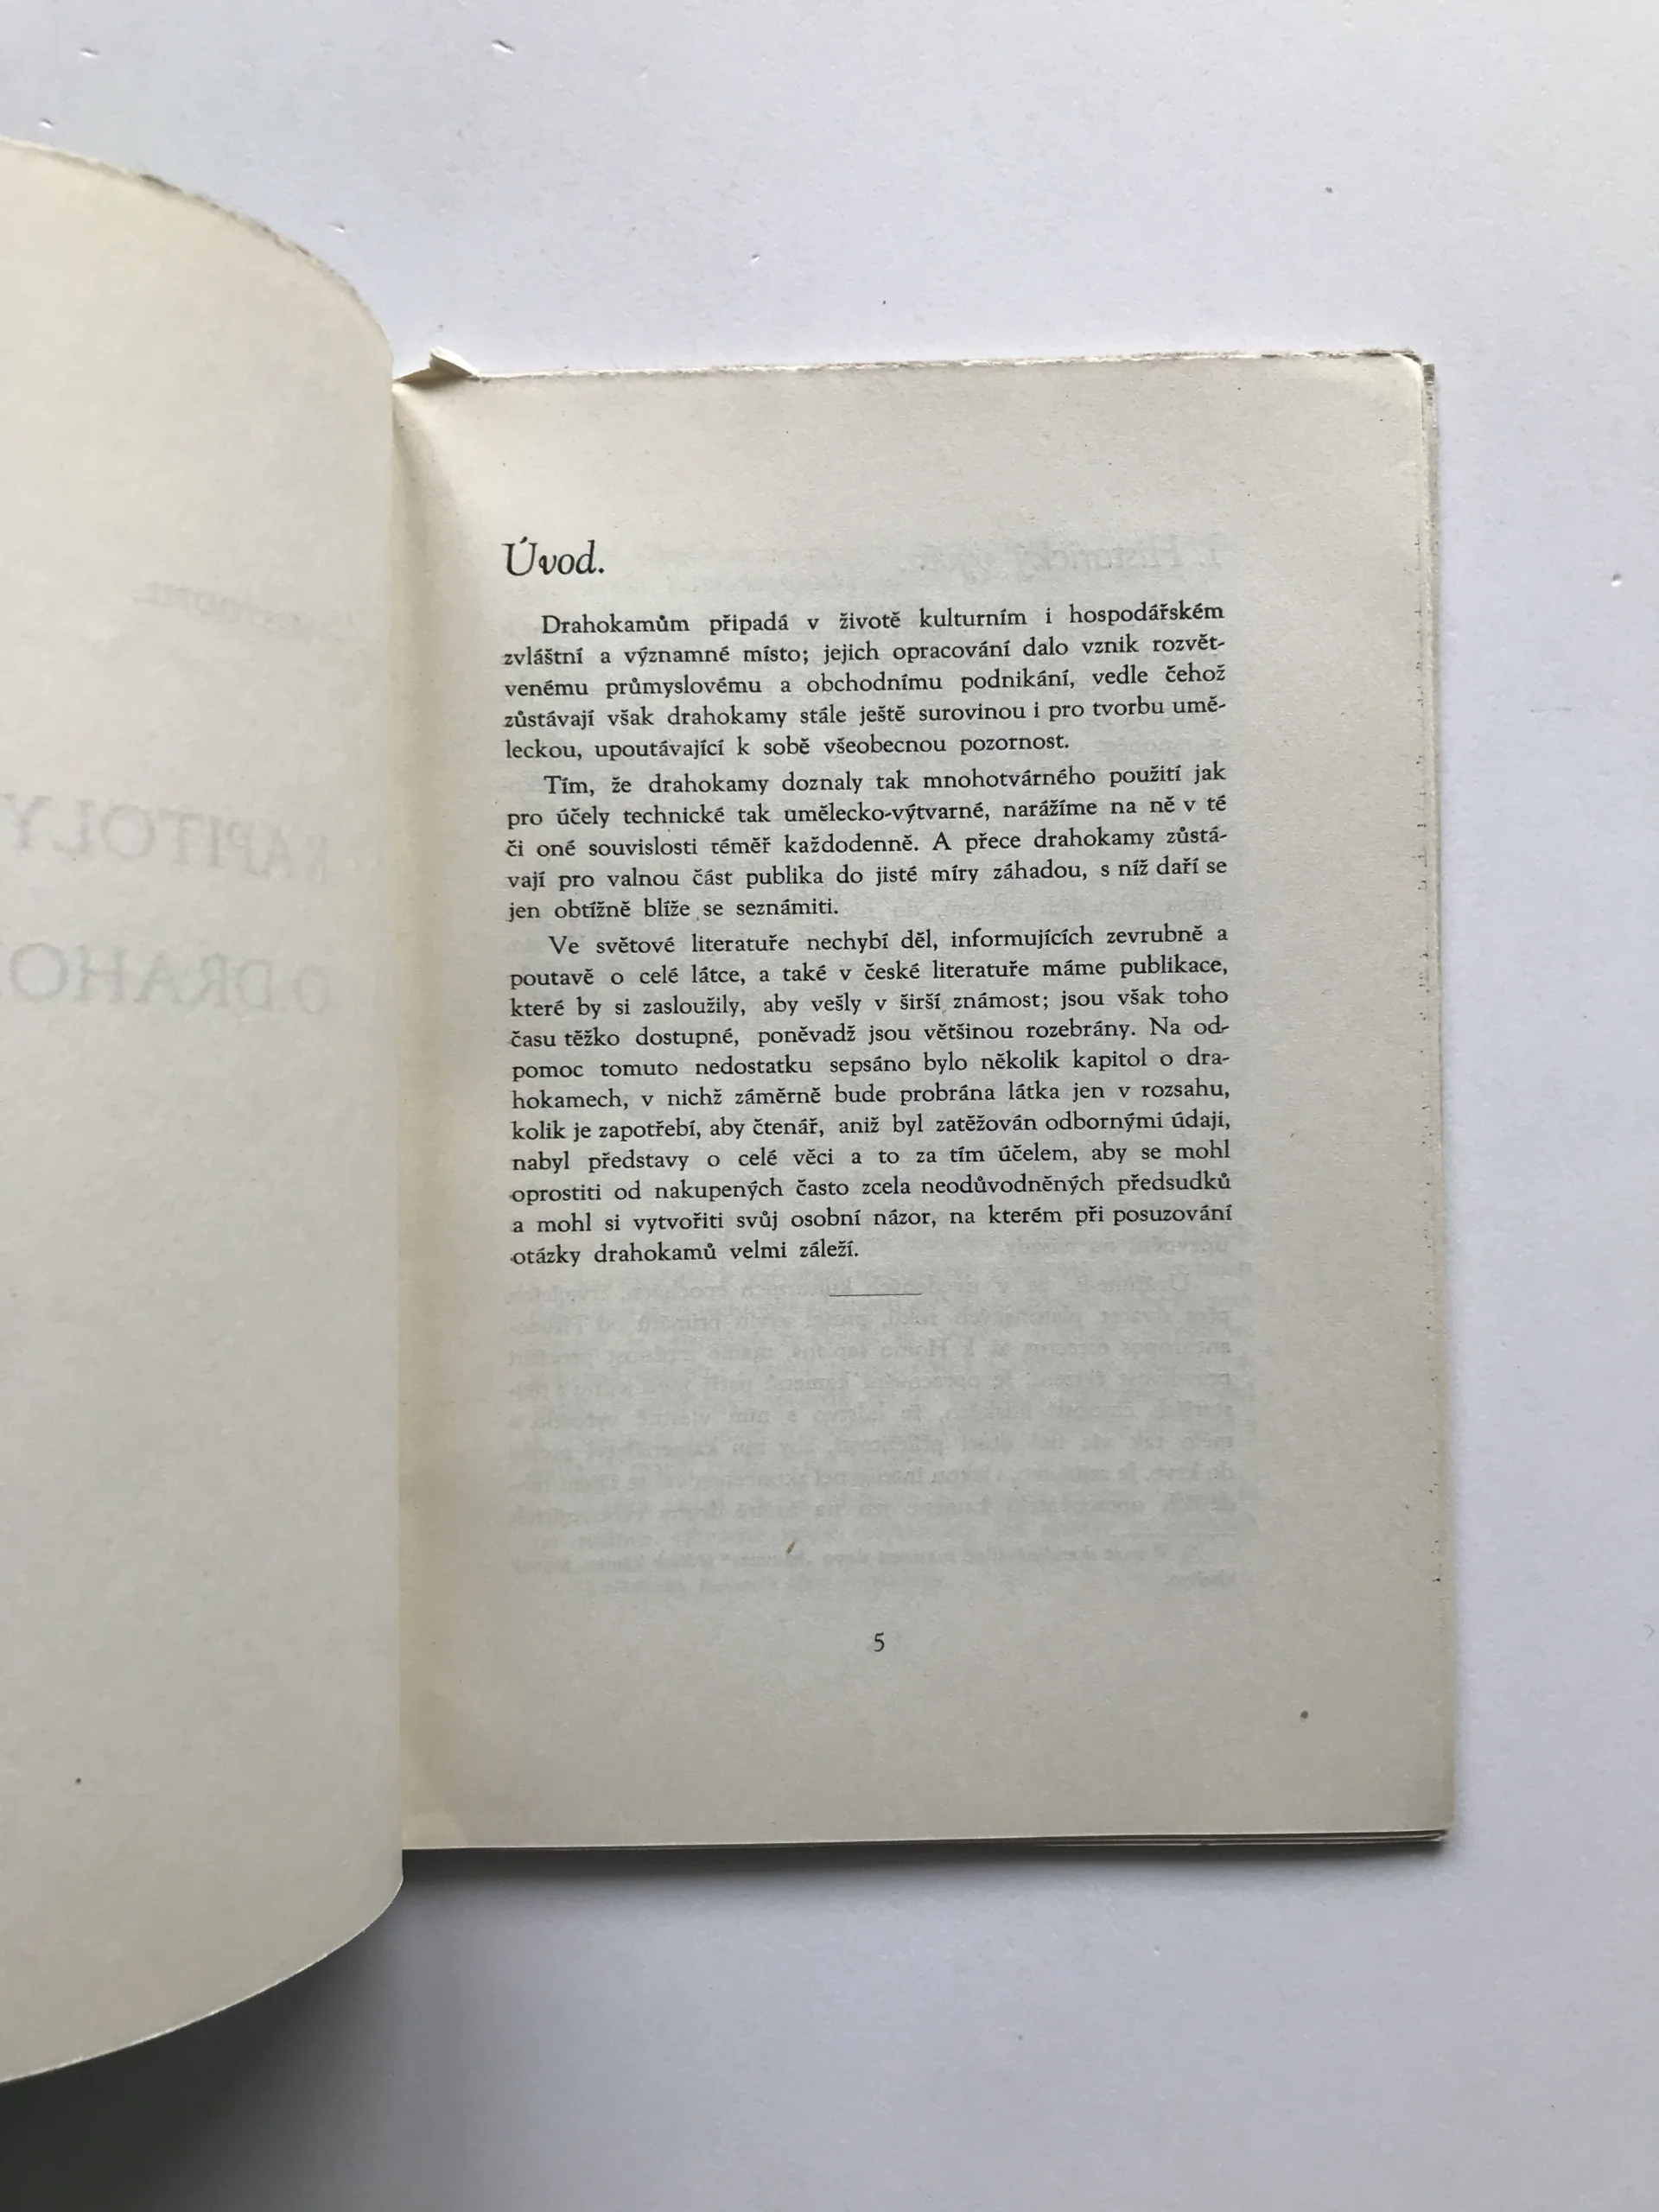 Úvod.
Drahokamům připadá v životě kulturním i hospodářském
zvláštní a významné místo; jejich opracování dalo vznik rozvět-
venému průmyslovému a obchodnímu podnikání, vedle čehož
zůstávají však drahokamy stále ještě surovinou i pro tvorbu umě-
leckou, upoutávající k sobě všeobecnou pozornost.
Tím, že drahokamy doznaly tak mnohotvárného použití jak
pro účely technické tak umělecko-výtvarné, narážíme na ně v té
či oné souvislosti téměř každodenně. A přece drahokamy zůstá-
vají pro valnou část publika do jisté míry záhadou, s níž daří se
jen obtížně blíže se seznámiti.
Ve světové literatuře nechybí děl, informujících zevrubně a
poutavě o celé látce, a také v české literatuře máme publikace,
které by si zasloužily, aby vešly v širší známost; jsou však toho
času těžko dostupné, poněvadž jsou většinou rozebrány. Na od-
pomoc tomuto nedostatku sepsáno bylo několik kapitol o dra-
hokamech, v nichž záměrně bude probrána látka jen v rozsahu,
kolik je zapotřebí, aby čtenář, aniž byl zatěžován odbornými údaji,
nabyl představy o celé věci a to za tím účelem, aby se mohl
oprostiti od nakupených často zcela neodůvodněných předsudků
a mohl si vytvořiti svůj osobní názor, na kterém při posuzování
otázky drahokamů velmi záleží.
5